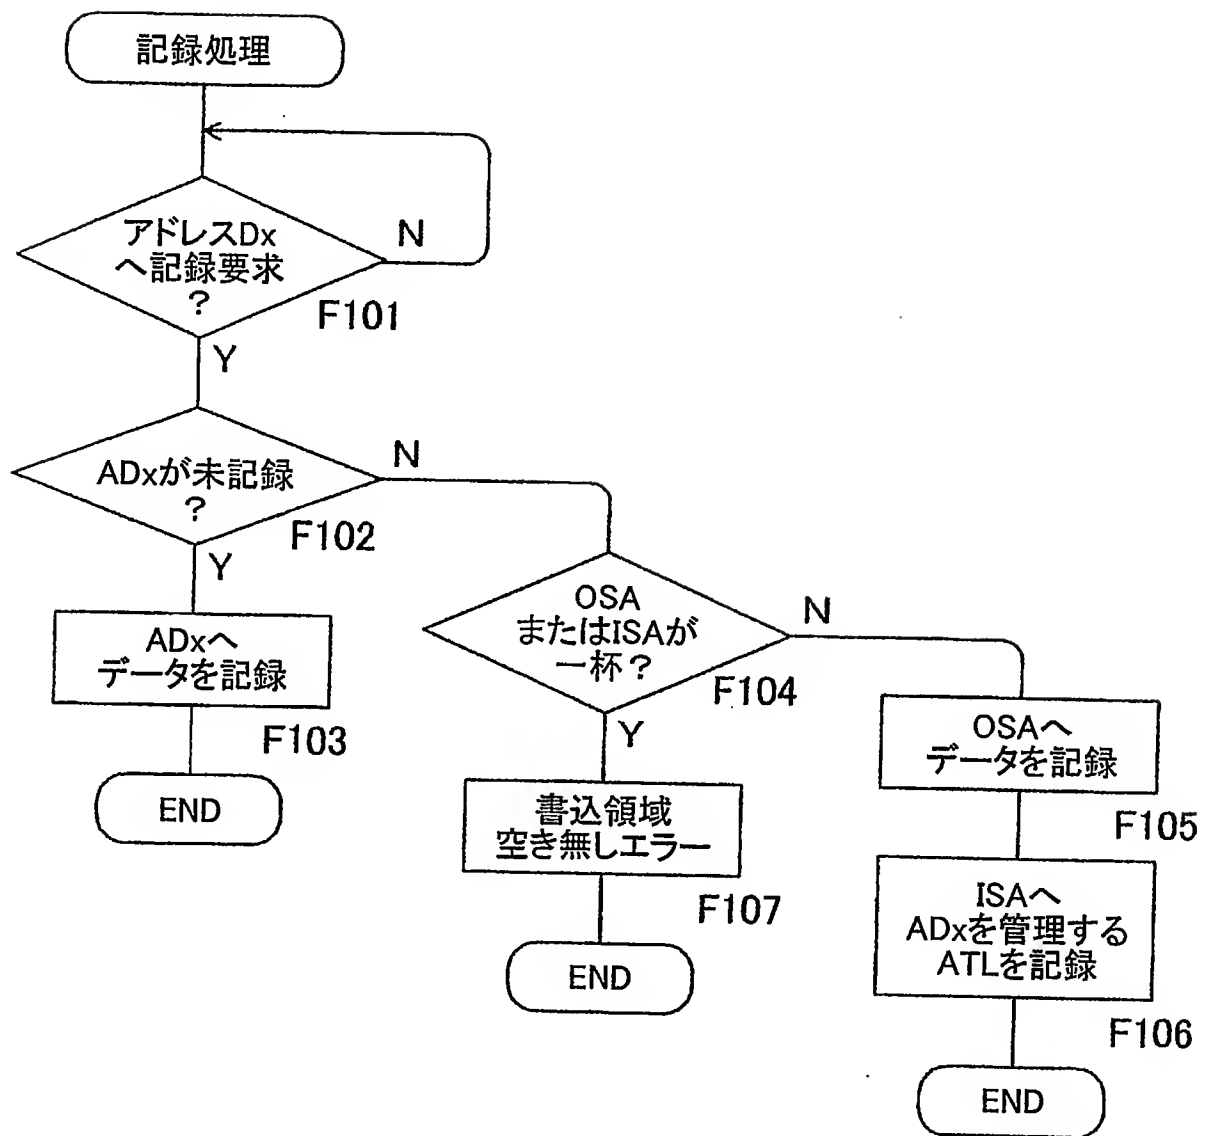 記録処理
アドレスDx
へ記録要求
?
N
F101
Y
ADxが未記録
?
N
F102
Y
ADxへ
データを記録
F103
END
OSA
またはISAが
一杯?
N
F104
Y
書込領域
空き無しエラー
F107
END
OSAへ
データを記録
F105
ISAへ
ADxを管理する
ATLを記録
F106
END